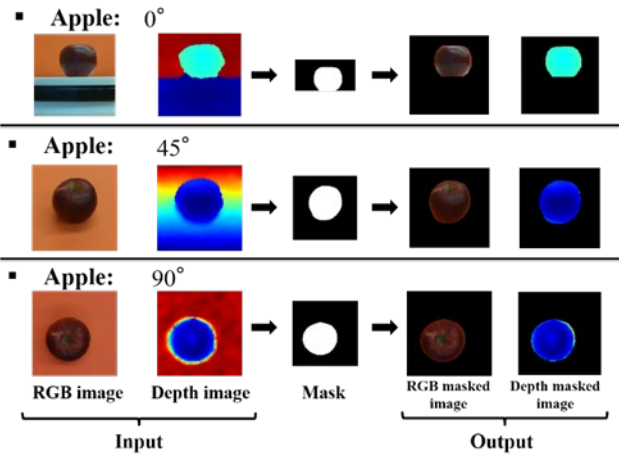 ▪ Apple: 0°
▪ Apple: 45°
▪ Apple: 90°
RGB image Depth image Mask RGB masked image Depth masked image
Input Output